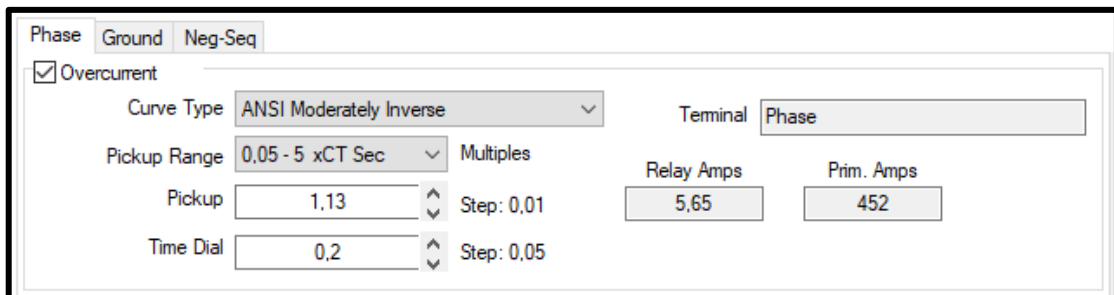 Phase Ground Neg-Seq
Overcurrent
Curve Type ANSI Moderately Inverse Terminal Phase
Pickup Range 0,05 - 5 xCT Sec Multiples
Relay Amps Prim. Amps
Pickup 1,13 Step: 0,01 5,65 452
Time Dial 0,2 Step: 0,05